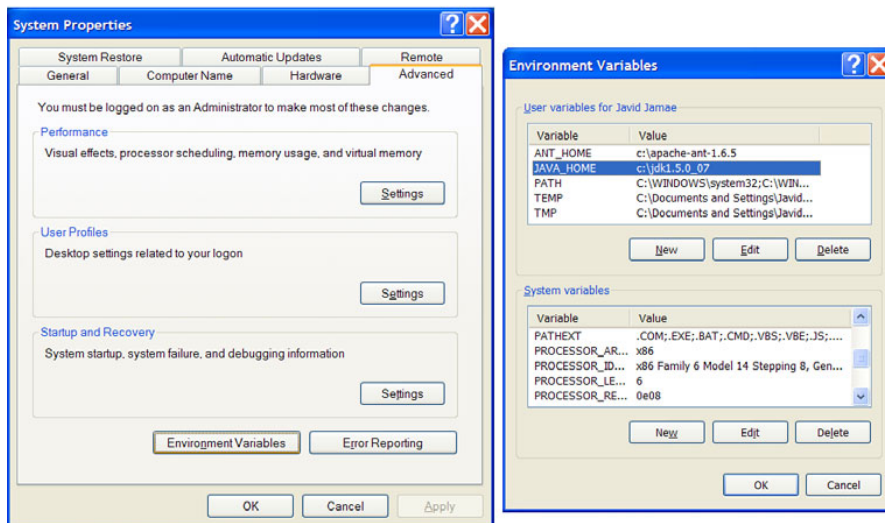 System Properties
System Restore Automatic Updates Remote
General Computer Name Hardware Advanced
You must be logged on as an Administrator to make most of these changes.
Performance
Visual effects, processor scheduling, memory usage, and virtual memory
Settings
User Profiles
Desktop settings related to your logon
Settings
Startup and Recovery
System startup, system failure, and debugging information
Settings
Environment Variables Error Reporting
OK Cancel Apply
Environment Variables
User variables for Javid Jamae
Variable Value
ANT_HOME c:\apache-ant-1.6.5
JAVA_HOME c:\jdk1.5.0_07
PATH C:\WINDOWS\system32;C:\WIN...
TEMP C:\Documents and Settings\Javid...
TMP C:\Documents and Settings\Javid...
New Edit Delete
System variables
Variable Value
PATHEXT .COM;.EXE;.BAT;.CMD;.VBS;.VBE;.JS;....
PROCESSOR_AR... x86
PROCESSOR_ID... x86 Family 6 Model 14 Stepping 8, Gen...
PROCESSOR_LE... 6
PROCESSOR_RE... 0e08
New Edit Delete
OK Cancel